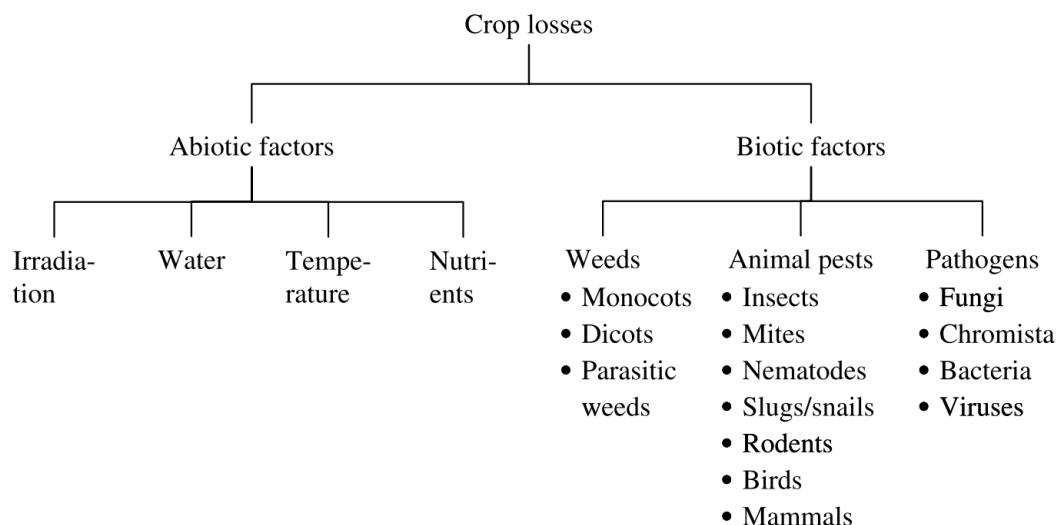 Crop losses
Abiotic factors
Biotic factors
Irradia-
tion
Water
Tempe-
rature
Nutri-
ents
Weeds
• Monocots
• Dicots
• Parasitic
weeds
Animal pests
• Insects
• Mites
• Nematodes
• Slugs/snails
• Rodents
• Birds
• Mammals
Pathogens
• Fungi
• Chromista
• Bacteria
• Viruses